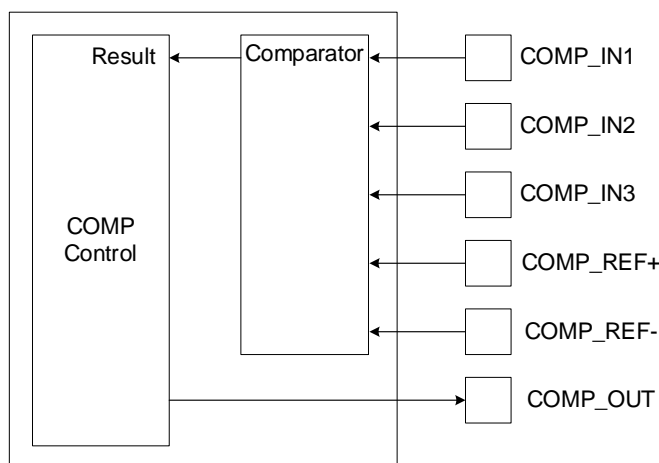 Result
Comparator
COMP_IN1
COMP_IN2
COMP_IN3
COMP
Control
COMP_REF+
COMP_REF-
COMP_OUT